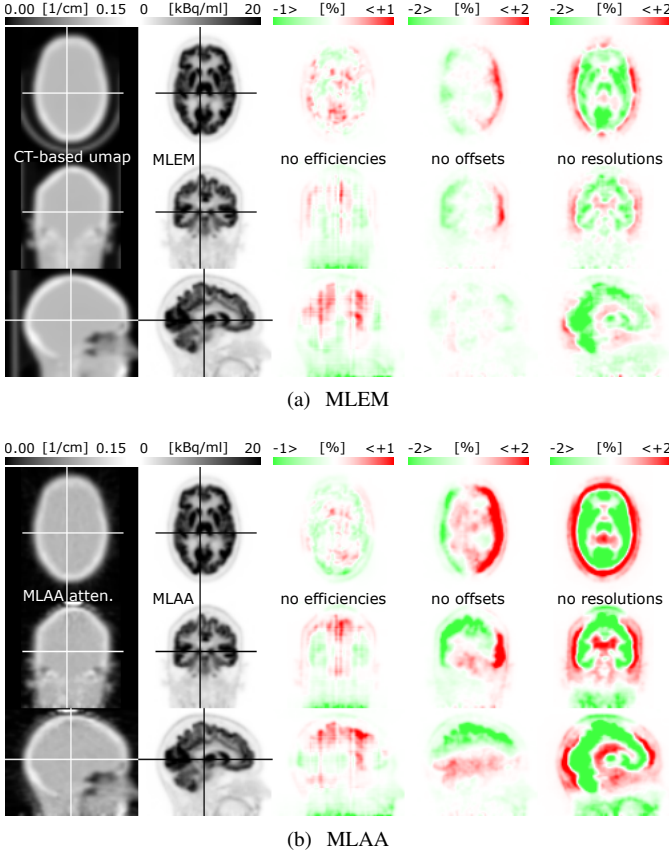 0.00 [1/cm] 0.15 0 [kBq/ml] 20 -1> [%] <+1 -2> [%] <+2 -2> [%] <+2
CT-based umap MLEM no efficiencies no offsets no resolutions
(a) MLEM
0.00 [1/cm] 0.15 0 [kBq/ml] 20 -1> [%] <+1 -2> [%] <+2 -2> [%] <+2
MLAA atten. MLAA no efficiencies no offsets no resolutions
(b) MLAA